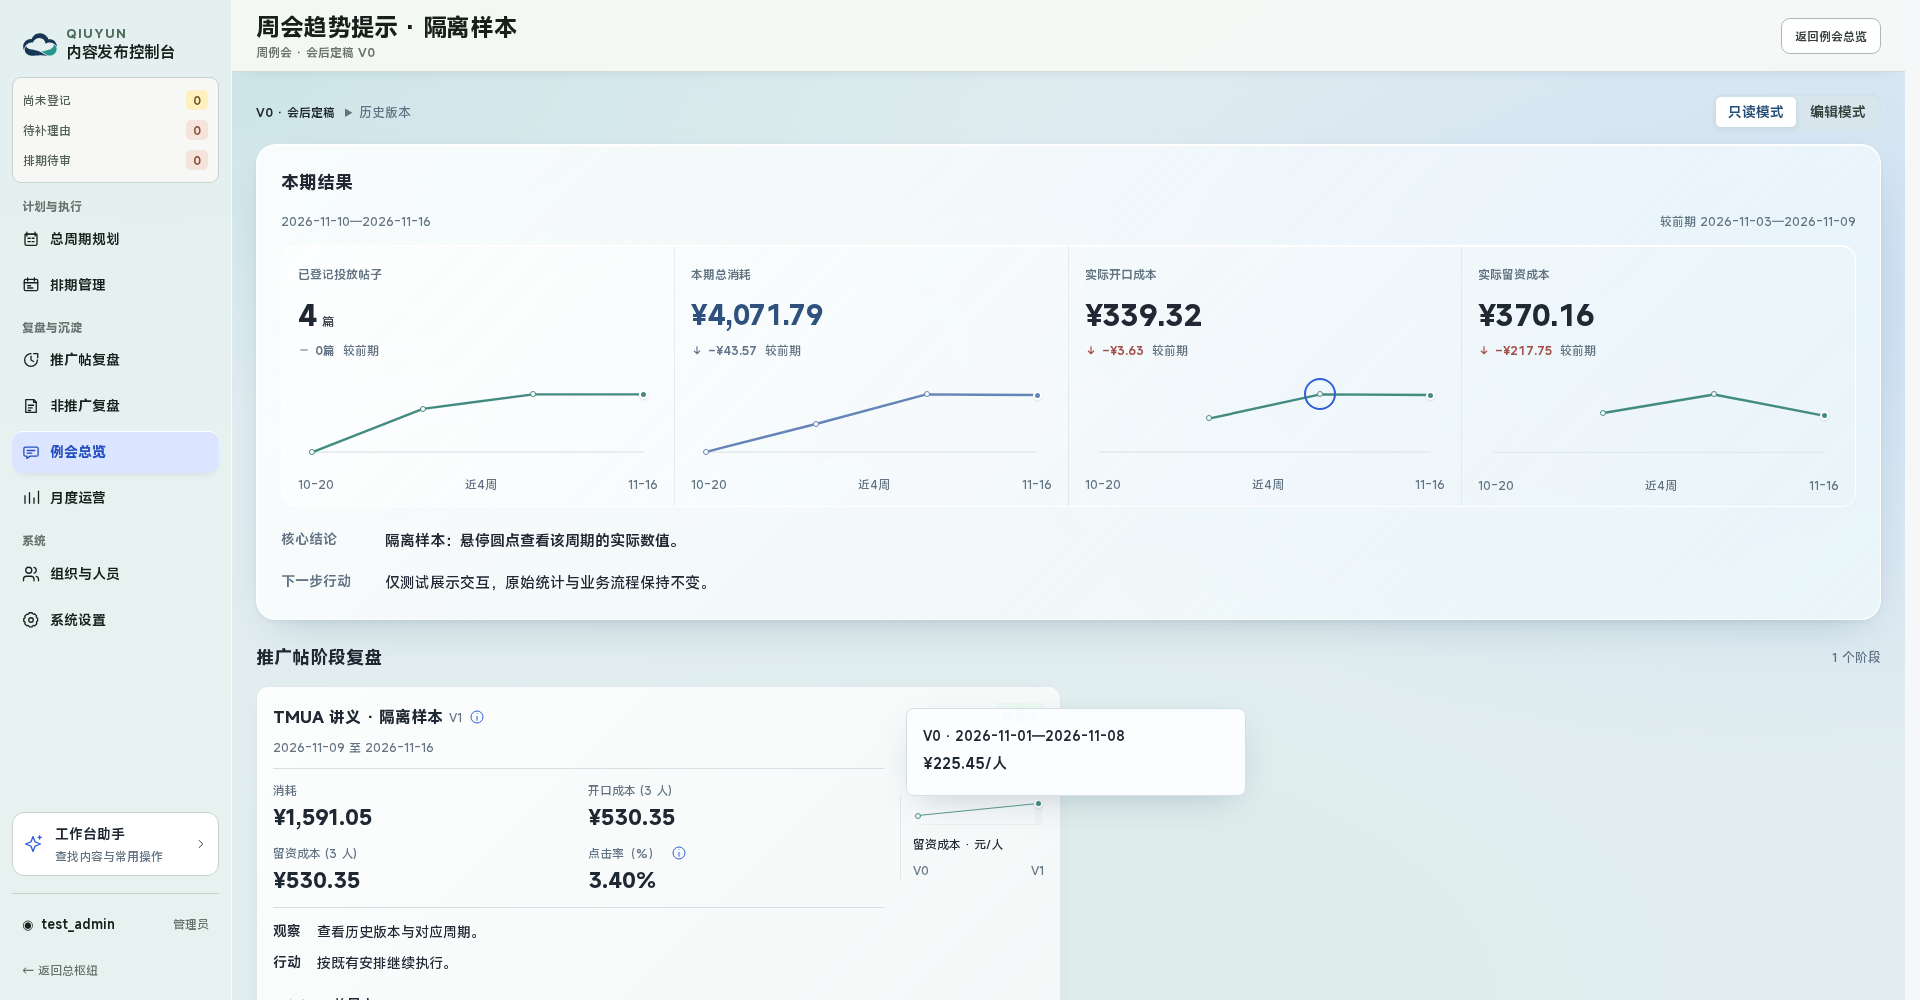 QIUYUN
内容发布控制台
尚未登记 0
待补理由 0
排期待审 0
计划与执行
总周期规划
排期管理
复盘与沉淀
推广帖复盘
非推广复盘
例会总览
月度运营
系统
组织与人员
系统设置
工作台助手
查找内容与常用操作
test_admin 管理员
← 返回总枢纽
周会趋势提示 · 隔离样本
周例会 · 会后定稿 V0
返回例会总览
V0 · 会后定稿 ▶ 历史版本
只读模式 编辑模式
本期结果
2026-11-10—2026-11-16 较前期 2026-11-03—2026-11-09
已登记投放帖子
4 篇
— 0篇 较前期
10-20 近4周 11-16
本期总消耗
¥4,071.79
↓ -¥43.57 较前期
10-20 近4周 11-16
实际开口成本
¥339.32
↓ -¥3.63 较前期
10-20 近4周 11-16
实际留资成本
¥370.16
↓ -¥217.75 较前期
10-20 近4周 11-16
核心结论 隔离样本：悬停圆点查看该周期的实际数值。
下一步行动 仅测试展示交互，原始统计与业务流程保持不变。
推广帖阶段复盘 1 个阶段
TMUA 讲义 · 隔离样本 V1
2026-11-09 至 2026-11-16
消耗
¥1,591.05
开口成本 (3 人)
¥530.35
留资成本 (3 人)
¥530.35
点击率（%）
3.40%
V0 · 2026-11-01—2026-11-08
¥225.45/人
留资成本 · 元/人
V0 V1
观察 查看历史版本与对应周期。
行动 按既有安排继续执行。